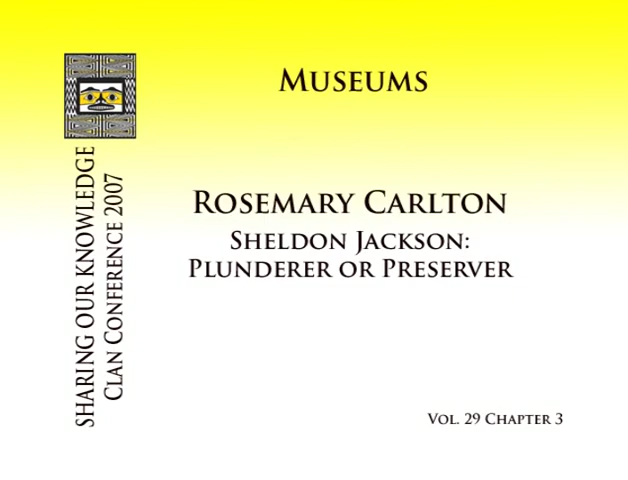 Museums
Rosemary Carlton
Sheldon Jackson:
Plunderer or Preserver
SHARING OUR KNOWLEDGE
Clan Conference 2007
Vol. 29 Chapter 3